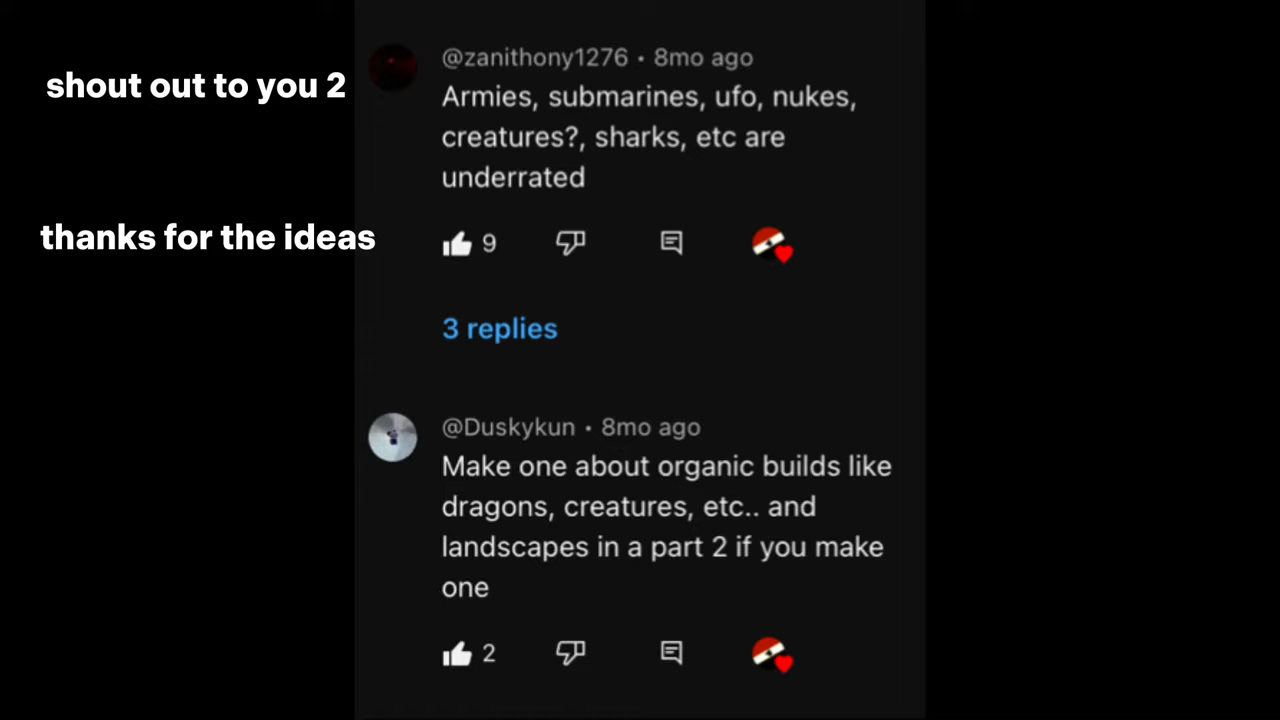 shout out to you 2
thanks for the ideas
@zanithony1276 • 8mo ago
Armies, submarines, ufo, nukes,
creatures?, sharks, etc are
underrated
9
3 replies
@Duskykun • 8mo ago
Make one about organic builds like
dragons, creatures, etc.. and
landscapes in a part 2 if you make
one
2